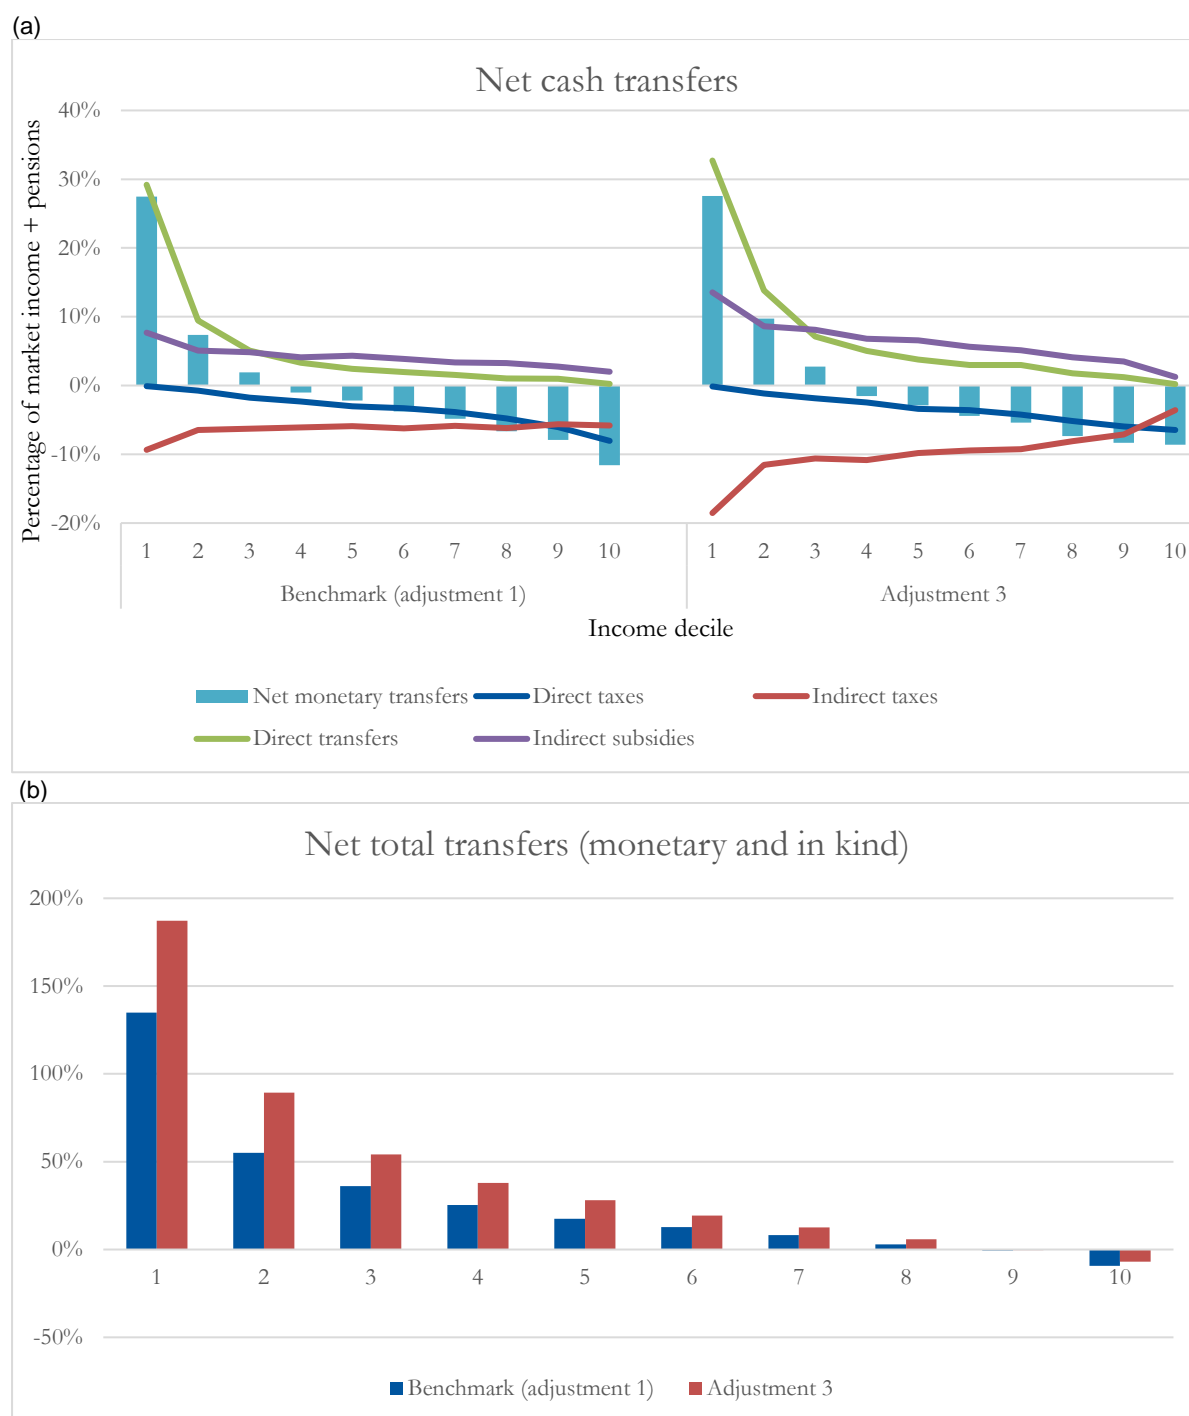 (a)
Net cash transfers
Percentage of market income + pensions
40%
30%
20%
10%
0%
-10%
-20%
1 2 3 4 5 6 7 8 9 10 1 2 3 4 5 6 7 8 9 10
Benchmark (adjustment 1) Adjustment 3
Income decile
Net monetary transfers Direct taxes Indirect taxes
Direct transfers Indirect subsidies
(b)
Net total transfers (monetary and in kind)
200%
150%
100%
50%
0%
1 2 3 4 5 6 7 8 9 10
-50%
Benchmark (adjustment 1) Adjustment 3